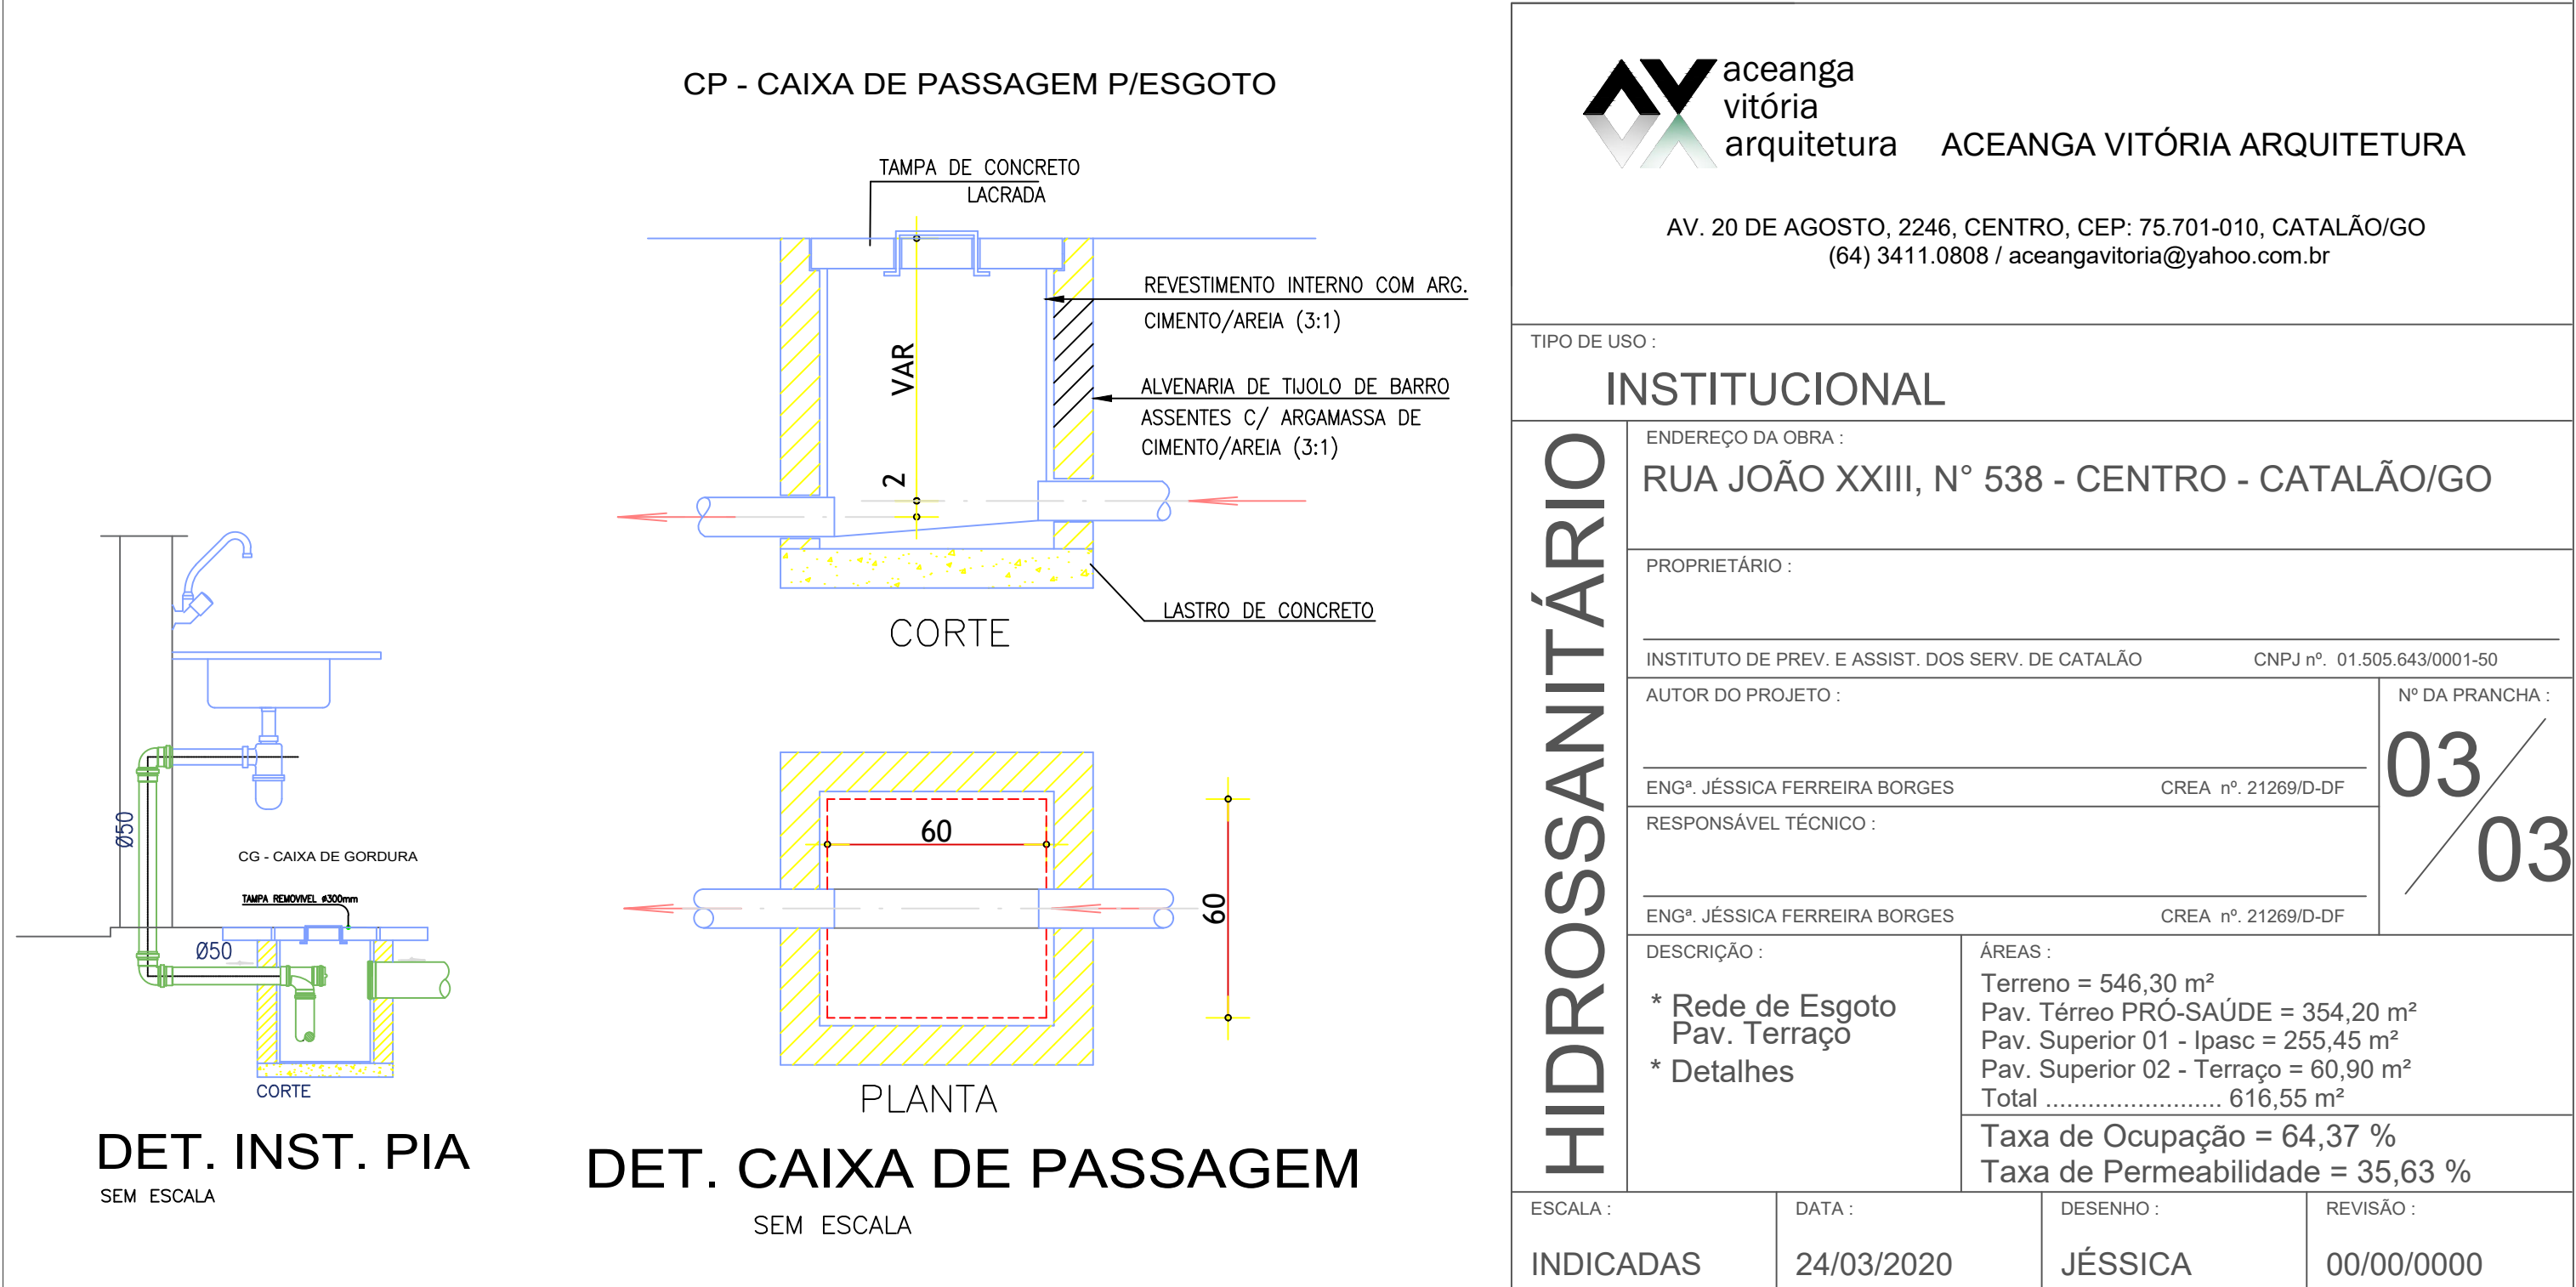 CP - CAIXA DE PASSAGEM P/ESGOTO
TAMPA DE CONCRETO
LACRADA
REVESTIMENTO INTERNO COM ARG.
CIMENTO/AREIA (3:1)
VAR
ALVENARIA DE TIJOLO DE BARRO
ASSENTES C/ ARGAMASSA DE
CIMENTO/AREIA (3:1)
2
LASTRO DE CONCRETO
CORTE
60
60
PLANTA
DET. CAIXA DE PASSAGEM
SEM ESCALA
Ø50
CG - CAIXA DE GORDURA
TAMPA REMOVIVEL ø300mm
Ø50
CORTE
DET. INST. PIA
SEM ESCALA
aceanga
vitória
arquitetura
ACEANGA VITÓRIA ARQUITETURA
AV. 20 DE AGOSTO, 2246, CENTRO, CEP: 75.701-010, CATALÃO/GO
(64) 3411.0808 / aceangavitoria@yahoo.com.br
TIPO DE USO :
INSTITUCIONAL
HIDROSSANITÁRIO
ENDEREÇO DA OBRA :
RUA JOÃO XXIII, N° 538 - CENTRO - CATALÃO/GO
PROPRIETÁRIO :
INSTITUTO DE PREV. E ASSIST. DOS SERV. DE CATALÃO CNPJ nº. 01.505.643/0001-50
AUTOR DO PROJETO :
ENGª. JÉSSICA FERREIRA BORGES CREA nº. 21269/D-DF
Nº DA PRANCHA :
03/
03
RESPONSÁVEL TÉCNICO :
ENGª. JÉSSICA FERREIRA BORGES CREA nº. 21269/D-DF
DESCRIÇÃO :
* Rede de Esgoto
Pav. Terraço
* Detalhes
ÁREAS :
Terreno = 546,30 m²
Pav. Térreo PRÓ-SAÚDE = 354,20 m²
Pav. Superior 01 - Ipasc = 255,45 m²
Pav. Superior 02 - Terraço = 60,90 m²
Total ......................... 616,55 m²
Taxa de Ocupação = 64,37 %
Taxa de Permeabilidade = 35,63 %
ESCALA :
INDICADAS
DATA :
24/03/2020
DESENHO :
JÉSSICA
REVISÃO :
00/00/0000